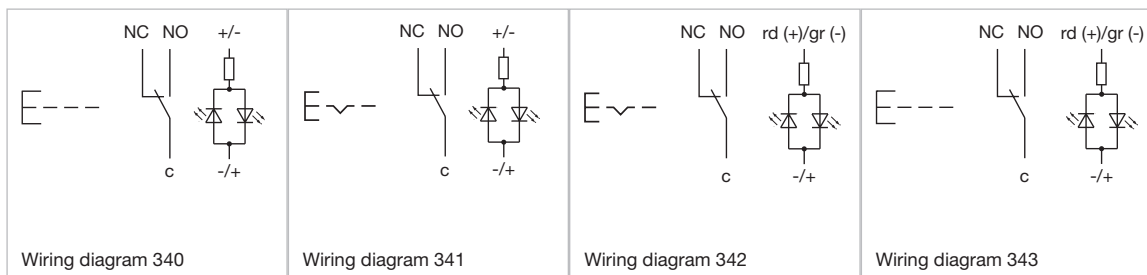 NC NO +/-
c -/+
Wiring diagram 340
NC NO +/-
c -/+
Wiring diagram 341
NC NO rd (+)/gr (-)
c -/+
Wiring diagram 342
NC NO rd (+)/gr (-)
c -/+
Wiring diagram 343